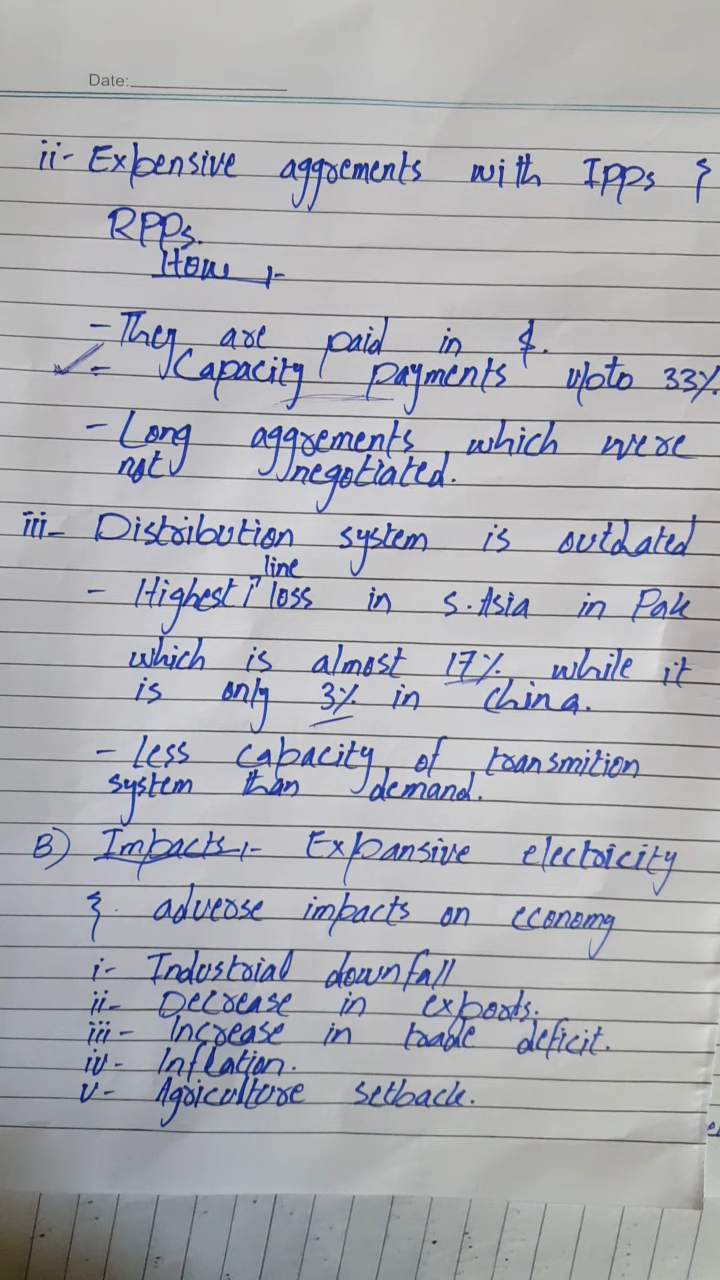 Date:
ii- Expensive aggrements with IPPs &
RPPs.
How :-
- They are paid in $.
- Capacity payments upto 33%
- Long aggrements which were
not negotiated.
iii- Distribution system is outdated
- Highest line loss in S.Asia in Pak
which is almost 17% while it
is only 3% in China.
- Less capacity of transmition
system than demand.
B) Impacts:- Expansive electricity
& adverse impacts on economy
i- Industrial downfall
ii- Decrease in exports.
iii- Increase in trade deficit.
iv- Inflation.
v- Agriculture setback.